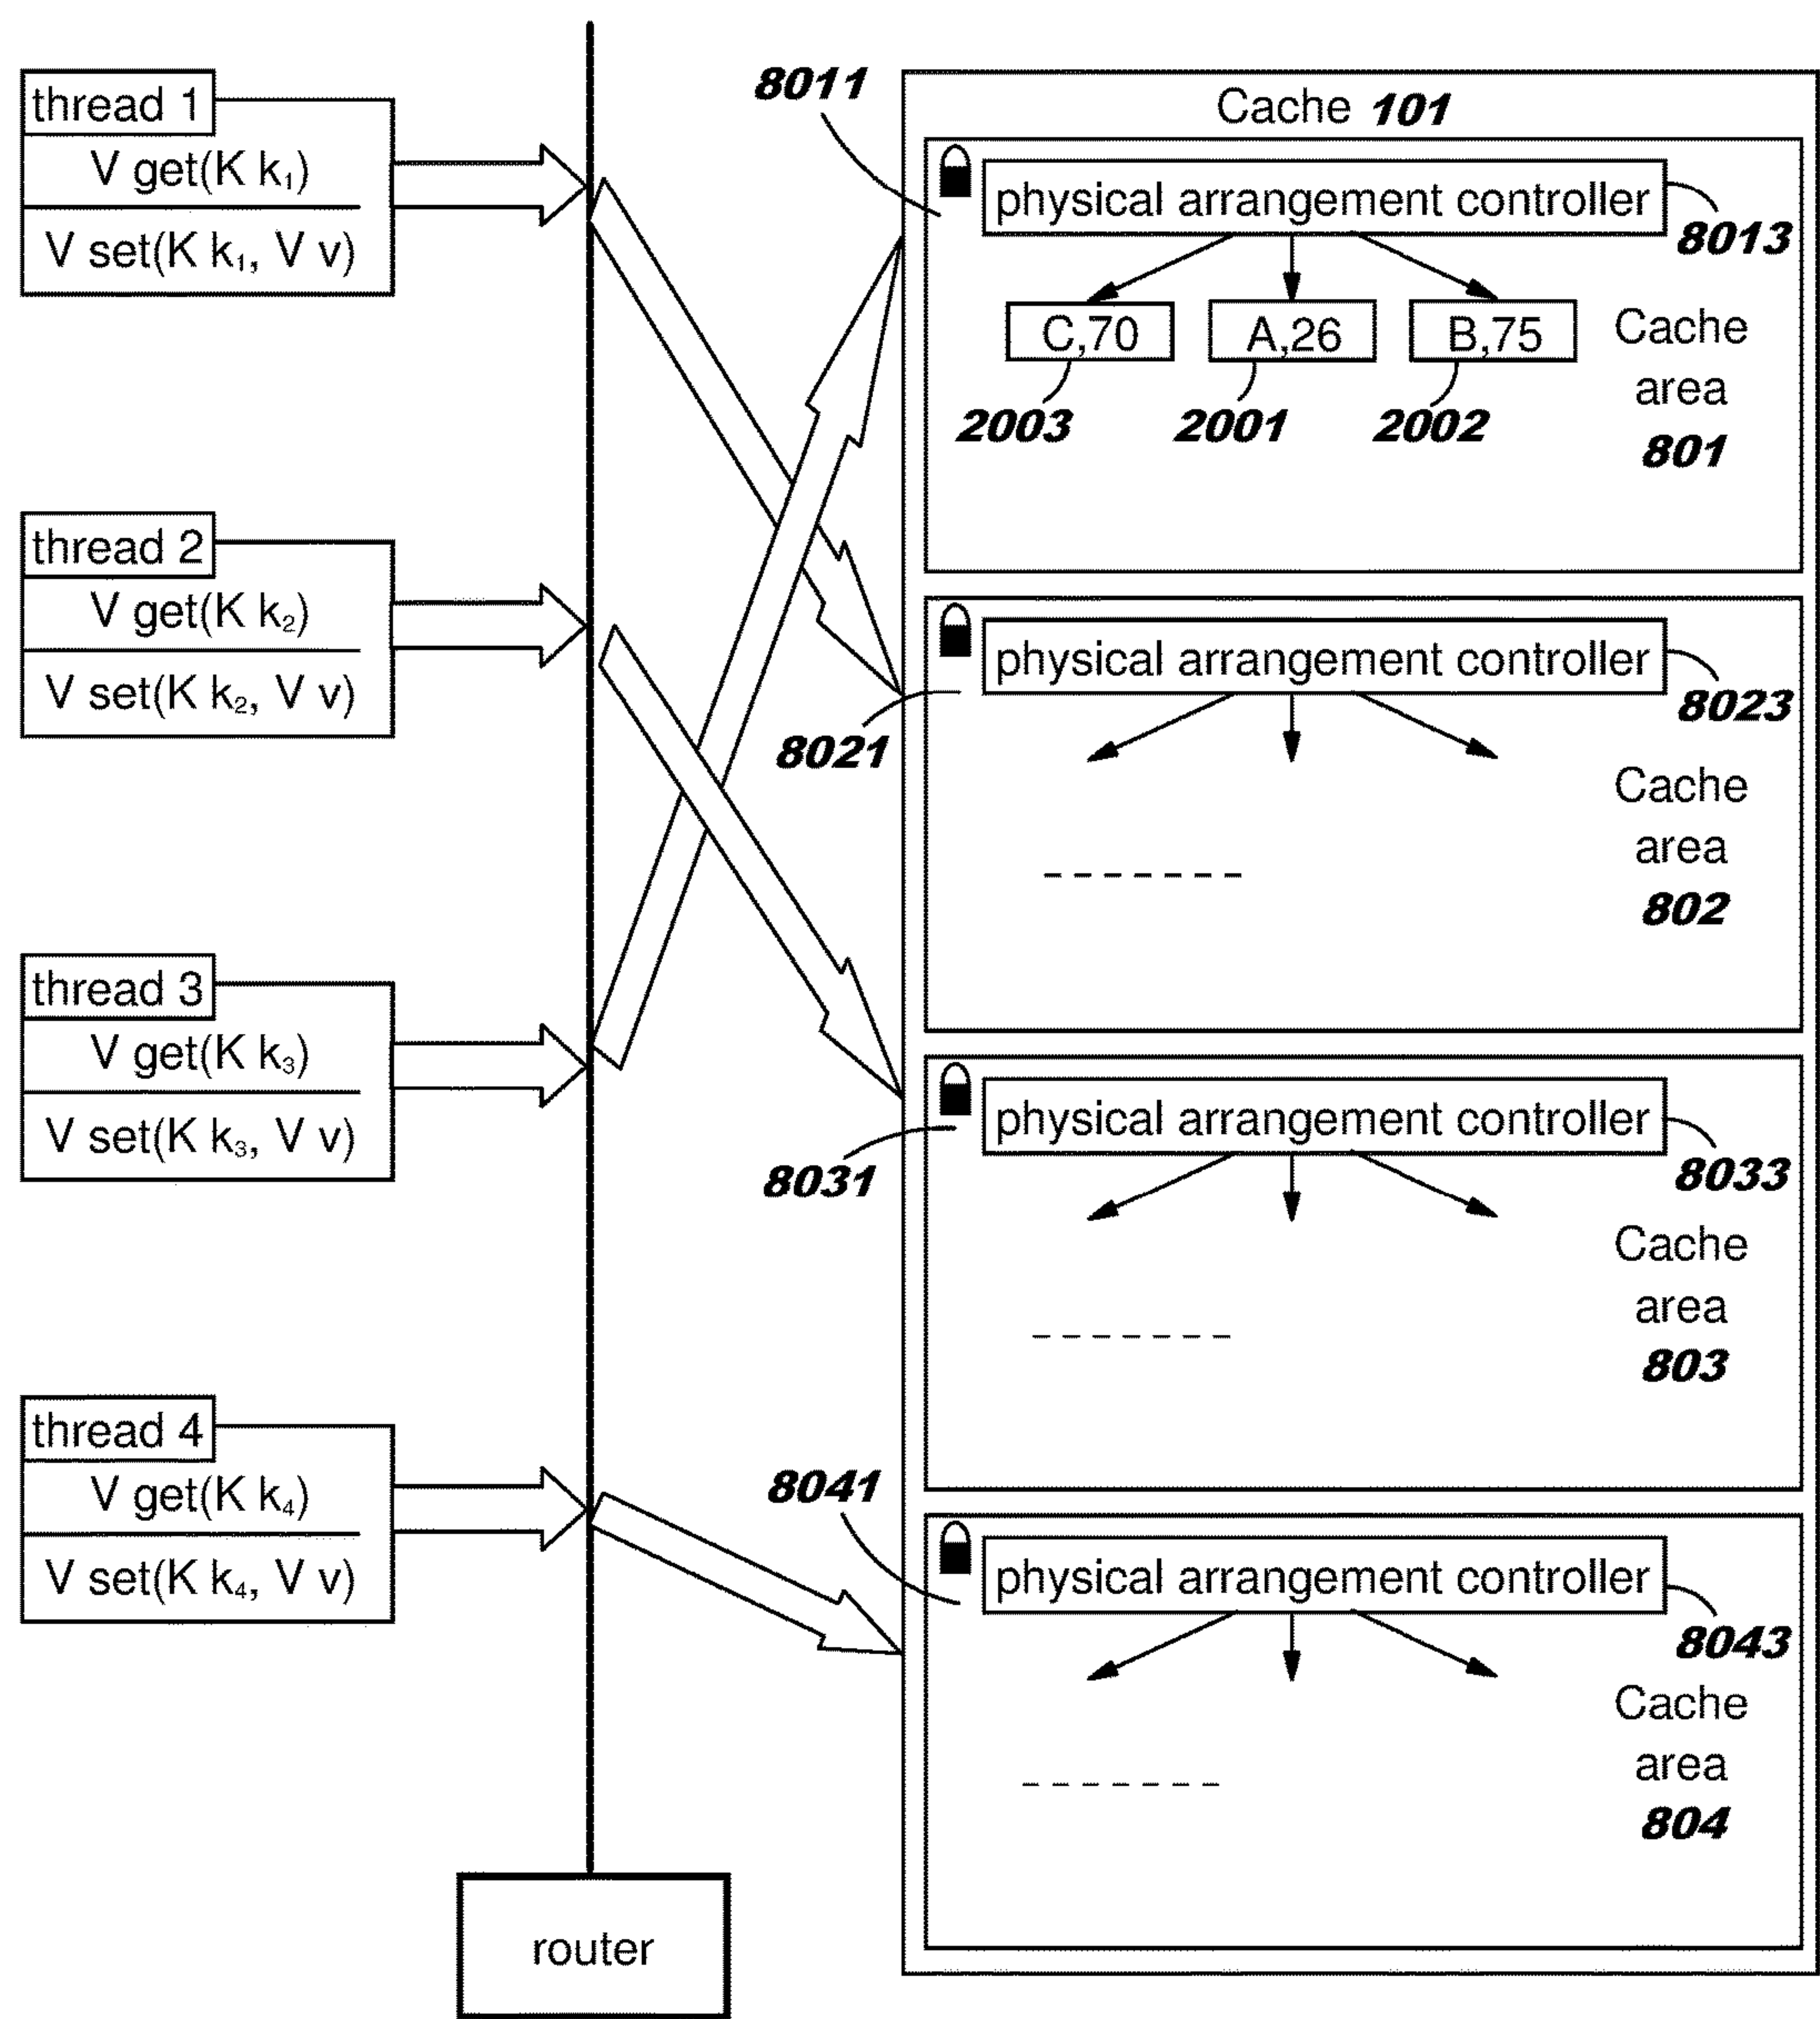 thread 1
V get(K k₁)
V set(K k₁, V v)
thread 2
V get(K k₂)
V set(K k₂, V v)
thread 3
V get(K k₃)
V set(K k₃, V v)
thread 4
V get(K k₄)
V set(K k₄, V v)
router
Cache 101
8011
physical arrangement controller
8013
C,70
A,26
B,75
2003
2001
2002
Cache
area
801
8021
physical arrangement controller
8023
Cache
area
802
8031
physical arrangement controller
8033
Cache
area
803
8041
physical arrangement controller
8043
Cache
area
804